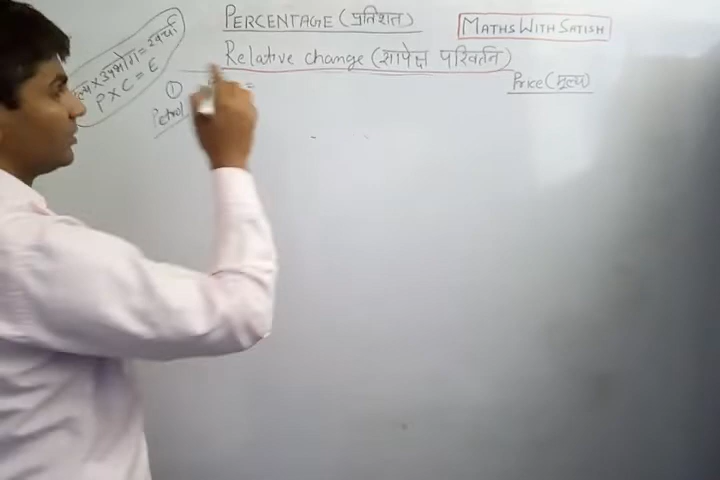 PERCENTAGE (प्रतिशत)
MATHS WITH SATISH
Relative change (शापेक्ष परिवर्तन)
Price (मूल्य)
x उपभोग = खर्चा
P x C = E
①
=
Petrol